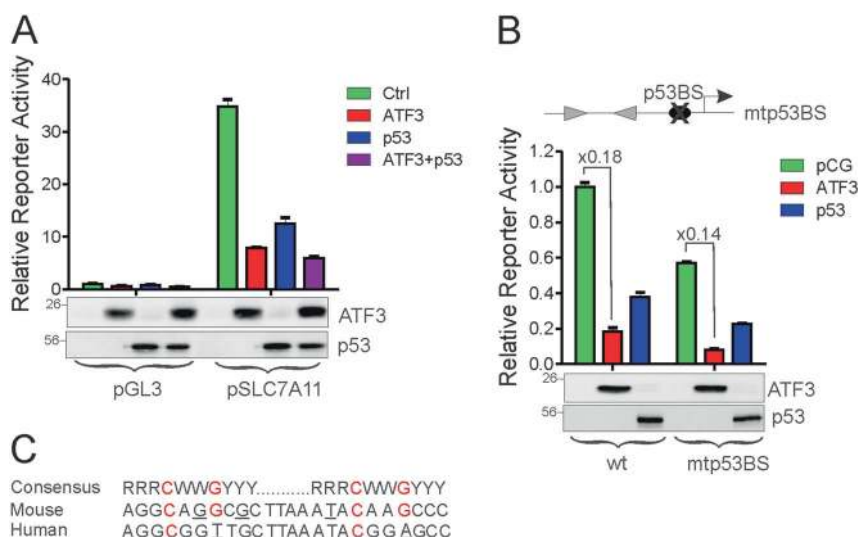 A
Relative Reporter Activity
40
30
20
10
0
Ctrl
ATF3
p53
ATF3+p53
26
ATF3
56
p53
pGL3
pSLC7A11
B
p53BS
mtp53BS
Relative Reporter Activity
1.2
1.0
0.8
0.6
0.4
0.2
0.0
x0.18
x0.14
pCG
ATF3
p53
26
ATF3
56
p53
wt
mtp53BS
C
Consensus RRRCWWGYYY..........RRRCWWGYYY
Mouse AGGCAGGCGCTTAAATACAAGCCC
Human AGGCGGTTGCTTAAATACGGAGCC